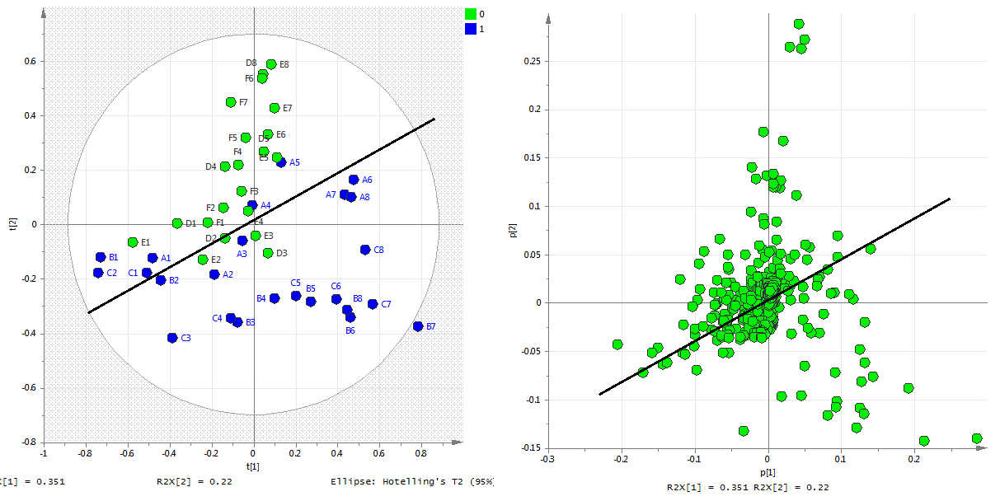 0
1
0.6
0.4
0.2
0
-0.2
-0.4
-0.6
-0.8
t[2]
D8 E8
F6
F7 E7
F5 D5 E6
F4 E5 A5
D4 A6
F3 A7 A8
F2 A4
D1 F1 E4
E1 D2 E3
B1 A1 A3 D3 C8
C2 C1 E2
B2 A2
B4 C5 B5 C6 B8 C7
C4 B3 B6 B7
C3
-1 -0.8 -0.6 -0.4 -0.2 0 0.2 0.4 0.6 0.8
t[1]
X[1] = 0.351 R2X[2] = 0.22 Ellipse: Hotelling's T2 (95%)
0.25
0.2
0.15
0.1
0.05
0
-0.05
-0.1
-0.15
p[2]
-0.3 -0.2 -0.1 0 0.1 0.2
p[1]
R2X[1] = 0.351 R2X[2] = 0.22